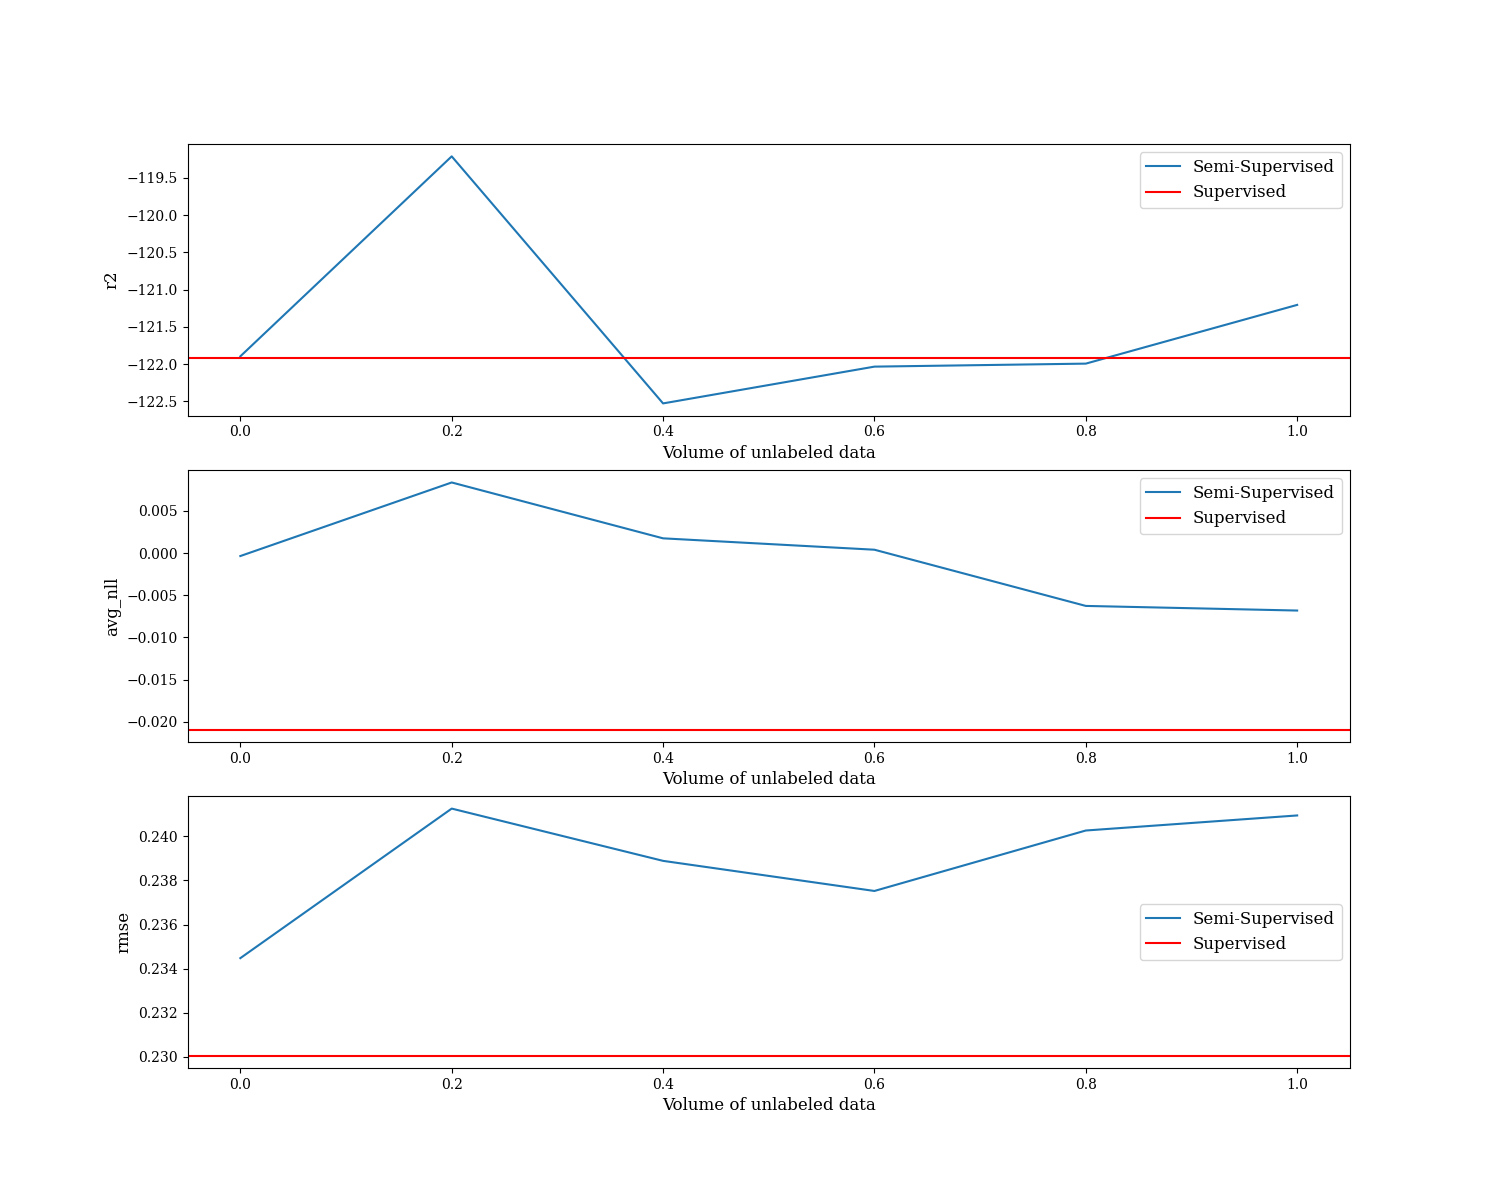 Semi-Supervised
Supervised
r2
−119.5
−120.0
−120.5
−121.0
−121.5
−122.0
−122.5
0.0 0.2 0.4 0.6 0.8 1.0
Volume of unlabeled data
Semi-Supervised
Supervised
avg_nll
0.005
0.000
−0.005
−0.010
−0.015
−0.020
0.0 0.2 0.4 0.6 0.8 1.0
Volume of unlabeled data
Semi-Supervised
Supervised
rmse
0.240
0.238
0.236
0.234
0.232
0.230
0.0 0.2 0.4 0.6 0.8 1.0
Volume of unlabeled data